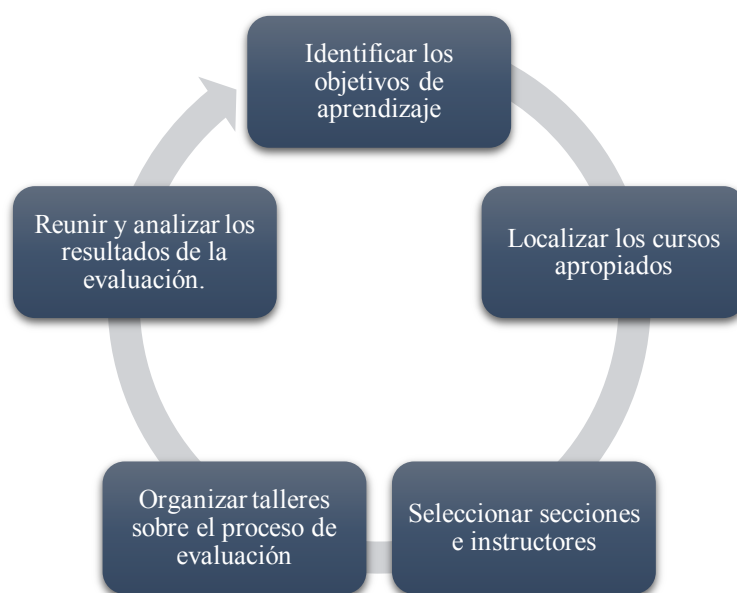 Identificar los
objetivos de
aprendizaje
Localizar los cursos
apropiados
Seleccionar secciones
e instructores
Organizar talleres
sobre el proceso de
evaluación
Reunir y analizar los
resultados de la
evaluación.